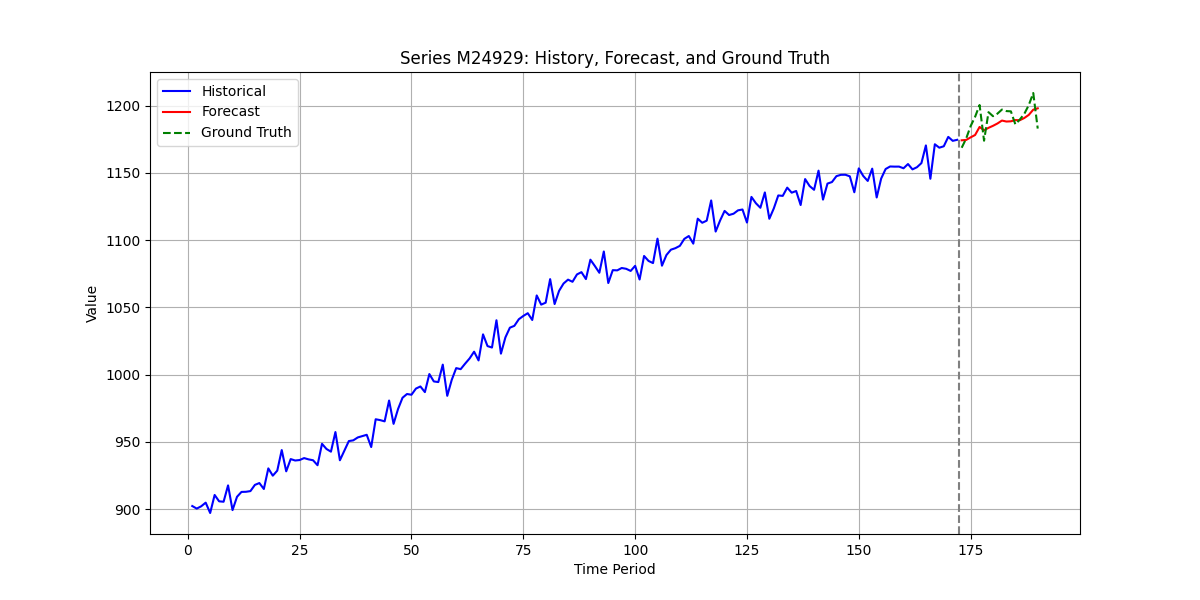 Series M24929: History, Forecast, and Ground Truth
Historical
Forecast
Ground Truth
Value
1200
1150
1100
1050
1000
950
900
0 25 50 75 100 125 150 175
Time Period